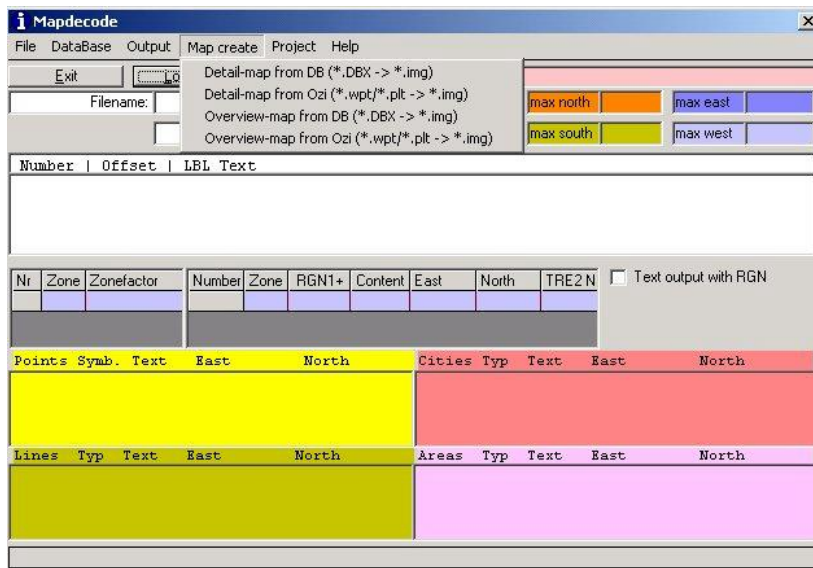 Mapdecode
File DataBase Output Map create Project Help
Exit
Detail-map from DB (*.DBX -> *.img)
Detail-map from Ozi (*.wpt/*.plt -> *.img)
Overview-map from DB (*.DBX -> *.img)
Overview-map from Ozi (*.wpt/*.plt -> *.img)
Filename:
max north
max east
max south
max west
Number | Offset | LBL Text
Nr Zone Zonefactor
Number Zone RGN1+ Content East North TRE2 N
Text output with RGN
Points Symb. Text East North
Cities Typ Text East North
Lines Typ Text East North
Areas Typ Text East North